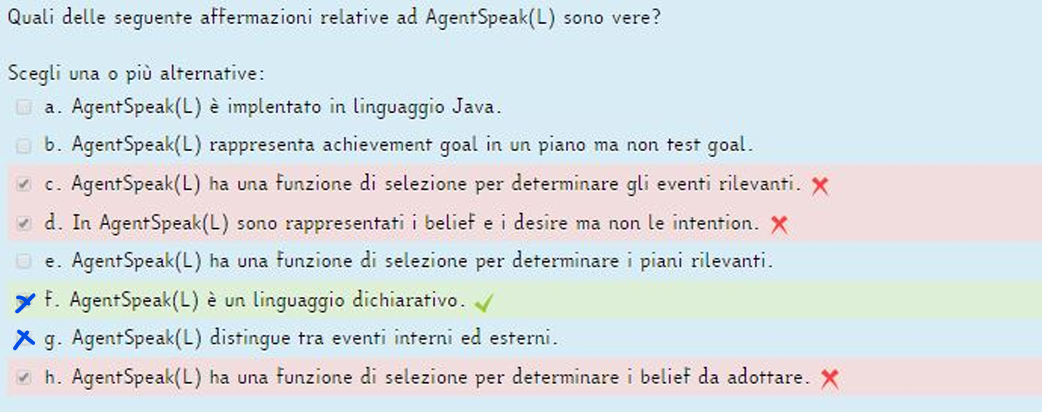 Quali delle seguente affermazioni relative ad AgentSpeak(L) sono vere?
Scegli una o più alternative:
a. AgentSpeak(L) è implentato in linguaggio Java.
b. AgentSpeak(L) rappresenta achievement goal in un piano ma non test goal.
c. AgentSpeak(L) ha una funzione di selezione per determinare gli eventi rilevanti.
d. In AgentSpeak(L) sono rappresentati i belief e i desire ma non le intention.
e. AgentSpeak(L) ha una funzione di selezione per determinare i piani rilevanti.
f. AgentSpeak(L) è un linguaggio dichiarativo.
g. AgentSpeak(L) distingue tra eventi interni ed esterni.
h. AgentSpeak(L) ha una funzione di selezione per determinare i belief da adottare.